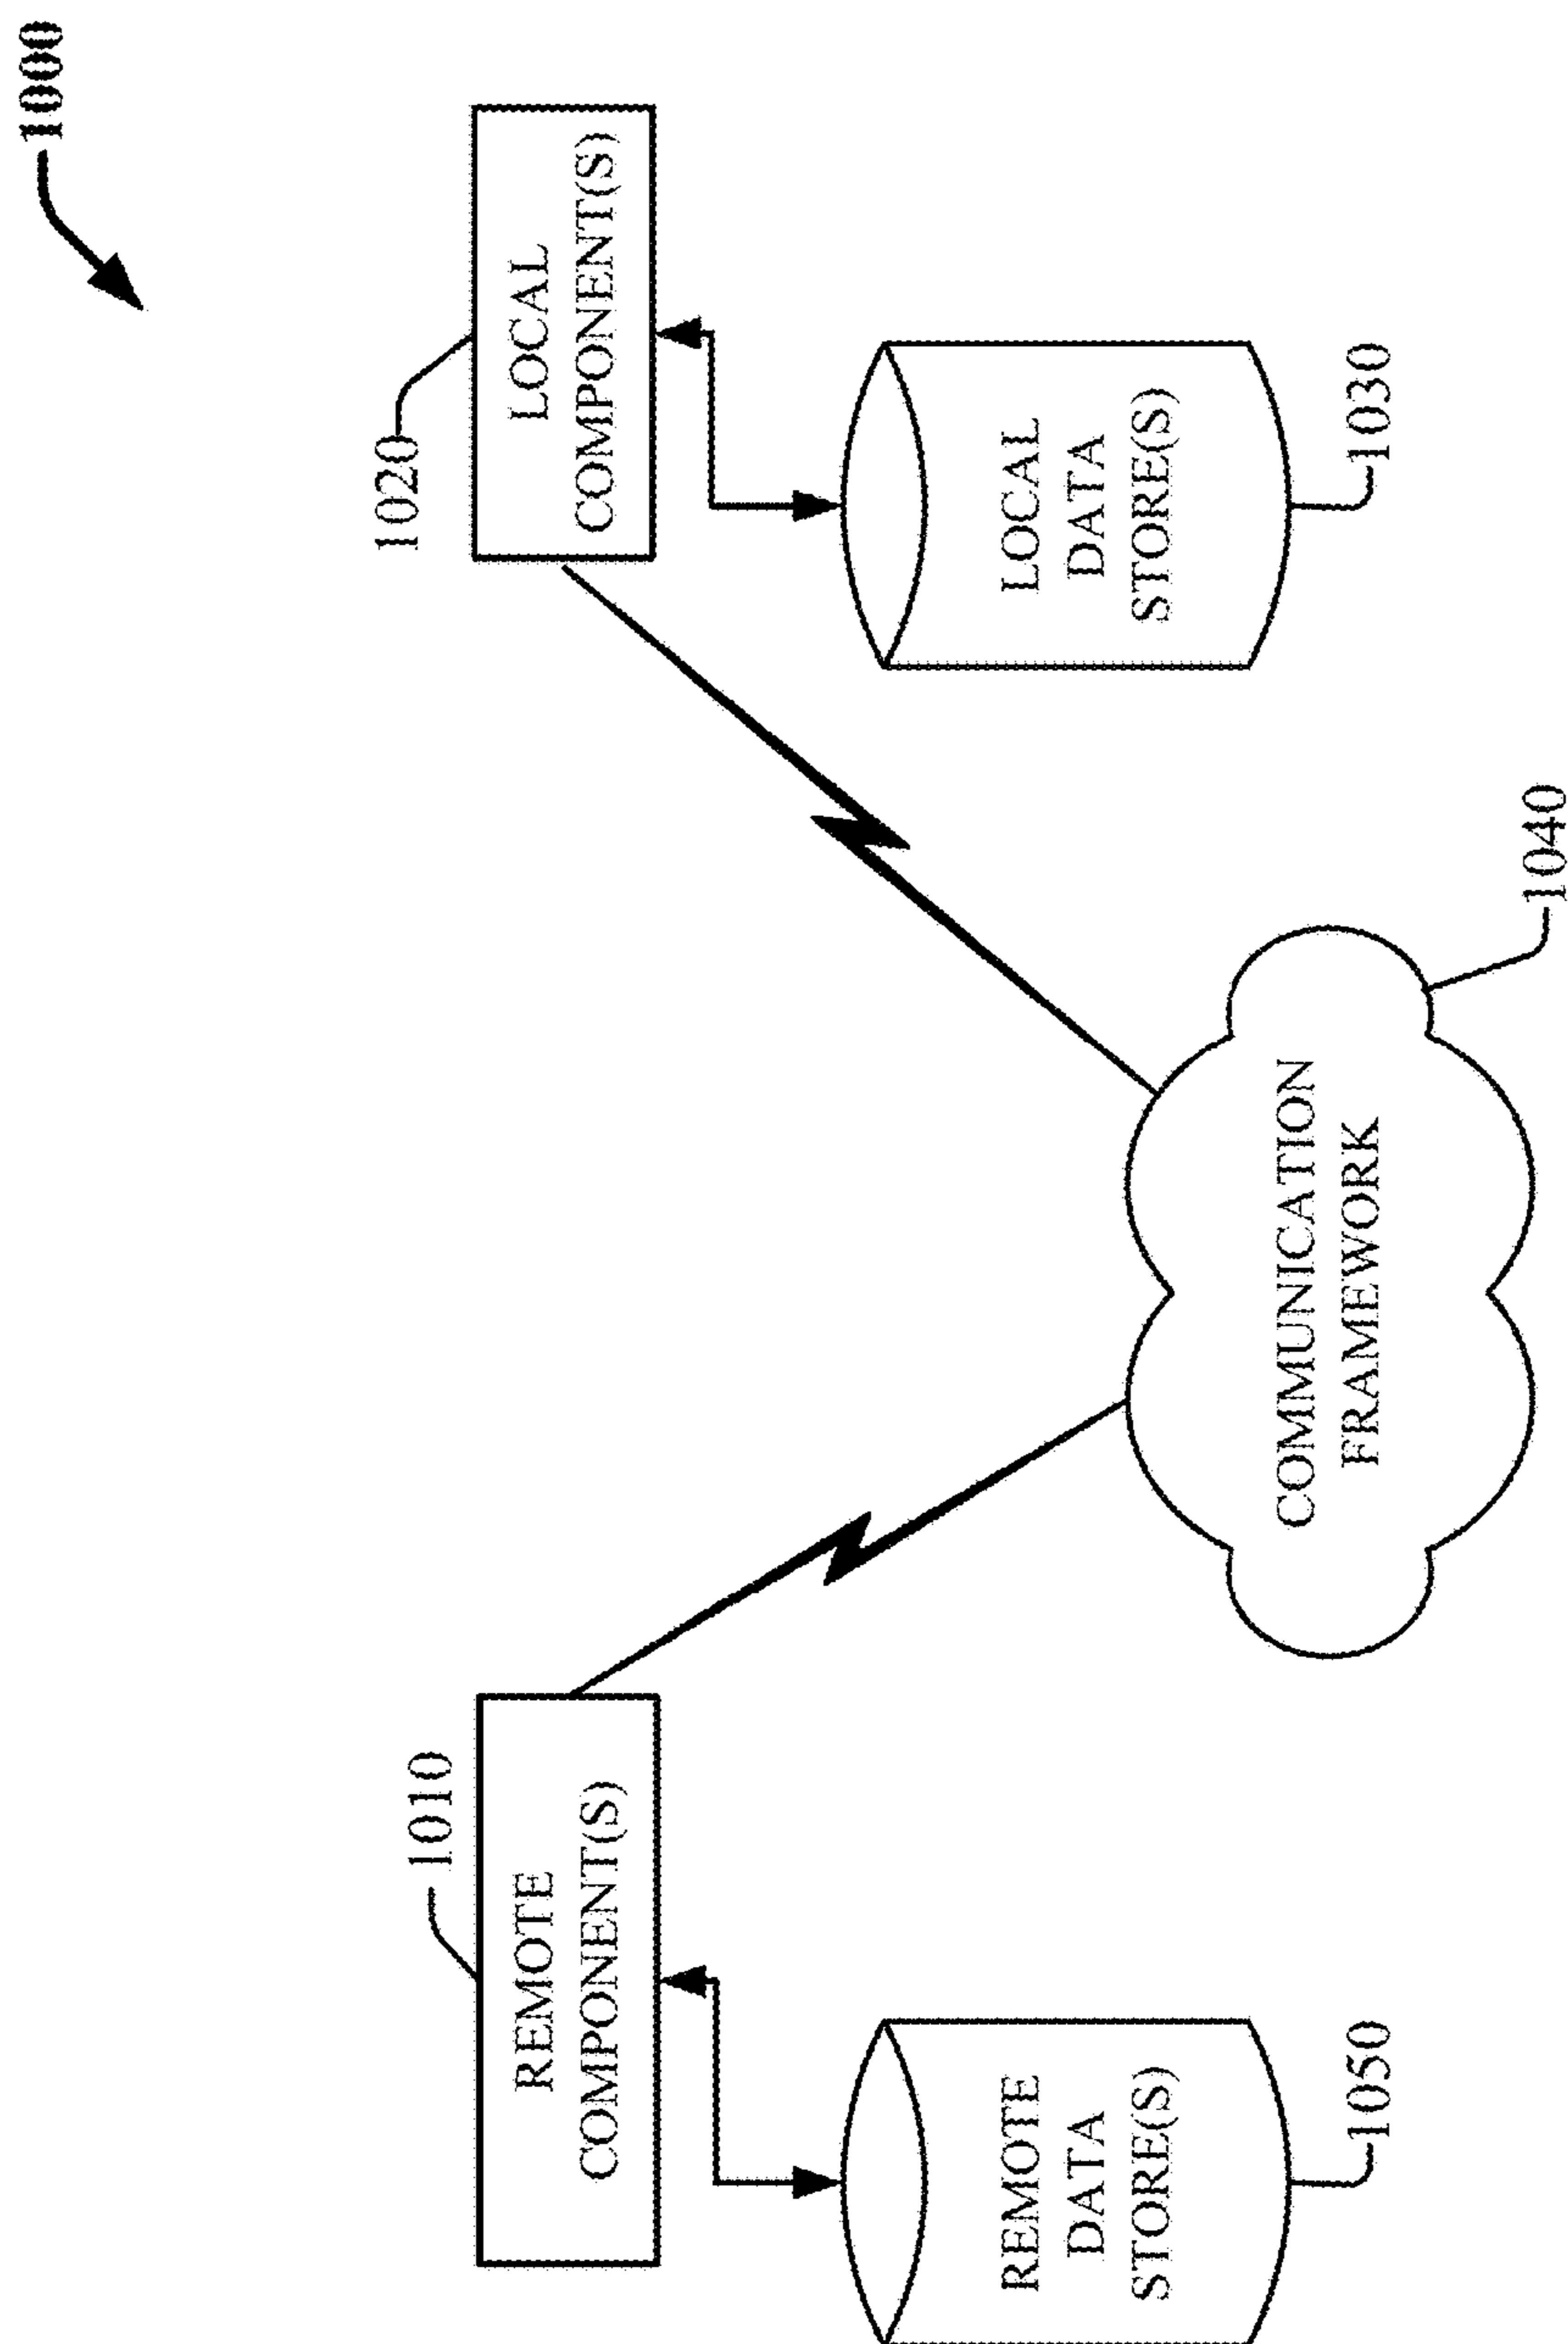 1000
1010
REMOTE
COMPONENT(S)
1020
LOCAL
COMPONENT(S)
REMOTE
DATA
STORE(S)
1050
LOCAL
DATA
STORE(S)
1030
COMMUNICATION
FRAMEWORK
1040